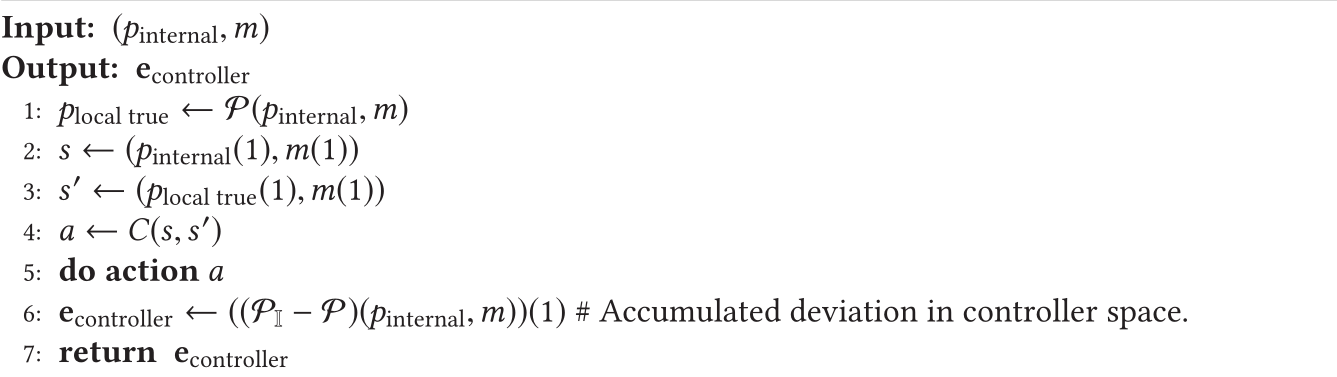 Input: (p_internal, m)
Output: e_controller
1: p_local true ← 𝒫(p_internal, m)
2: s ← (p_internal(1), m(1))
3: s′ ← (p_local true(1), m(1))
4: a ← C(s, s′)
5: do action a
6: e_controller ← ((𝒫_𝕀 − 𝒫)(p_internal, m))(1) # Accumulated deviation in controller space.
7: return e_controller